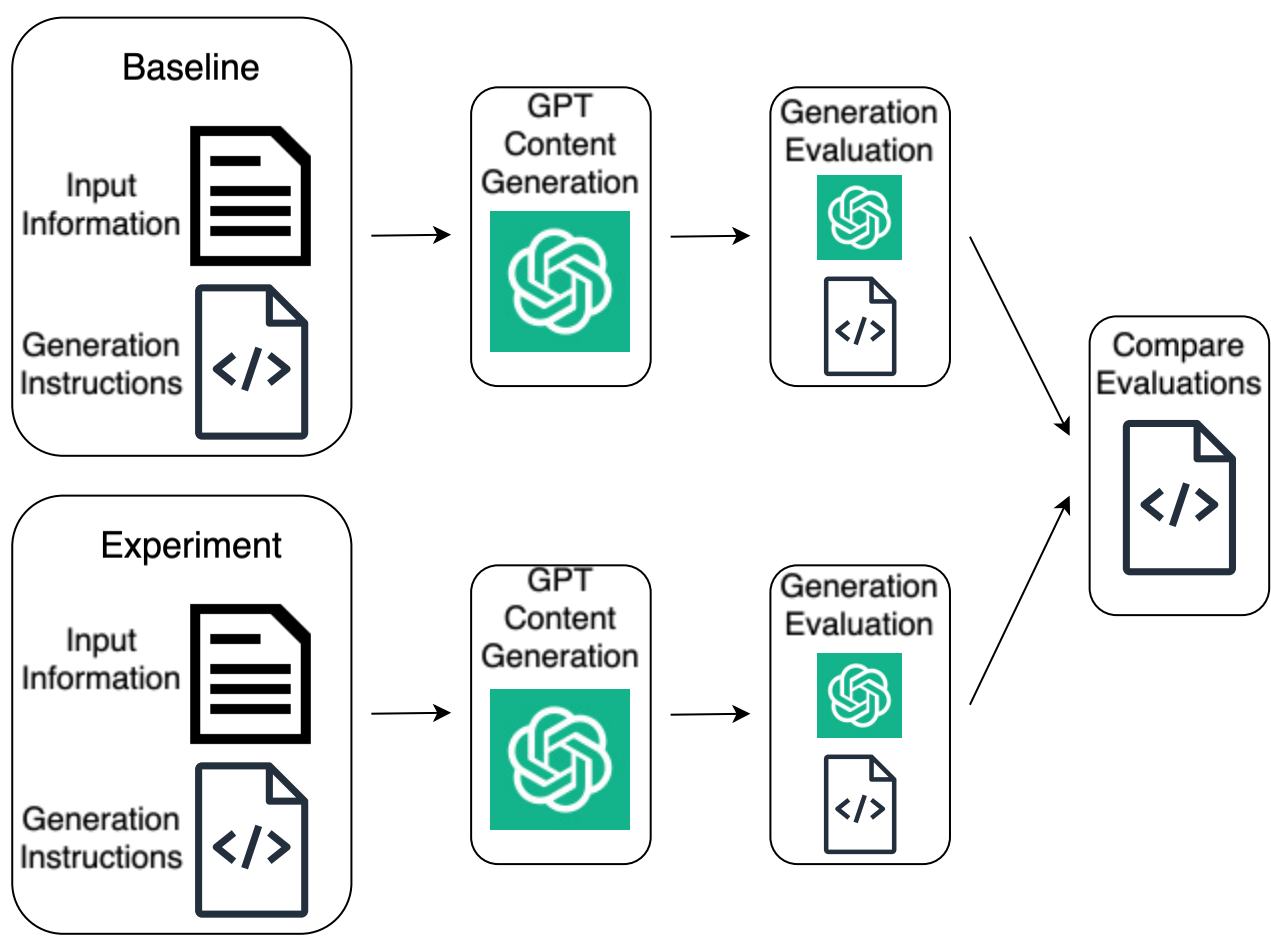 Baseline
Input
Information
Generation
Instructions
</>
GPT
Content
Generation
Generation
Evaluation
</>
Compare
Evaluations
</>
Experiment
Input
Information
Generation
Instructions
</>
GPT
Content
Generation
Generation
Evaluation
</>